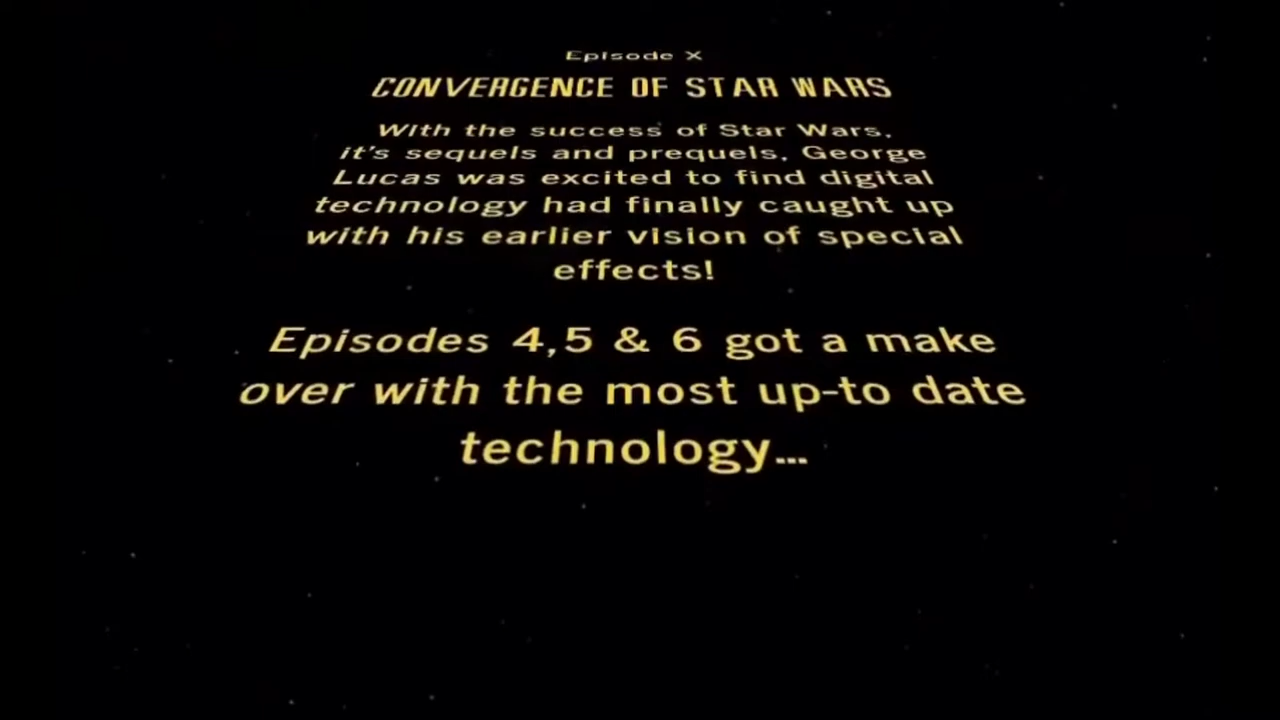 Episode X
CONVERGENCE OF STAR WARS
With the success of Star Wars,
it's sequels and prequels, George
Lucas was excited to find digital
technology had finally caught up
with his earlier vision of special
effects!
Episodes 4,5 & 6 got a make
over with the most up-to date
technology...